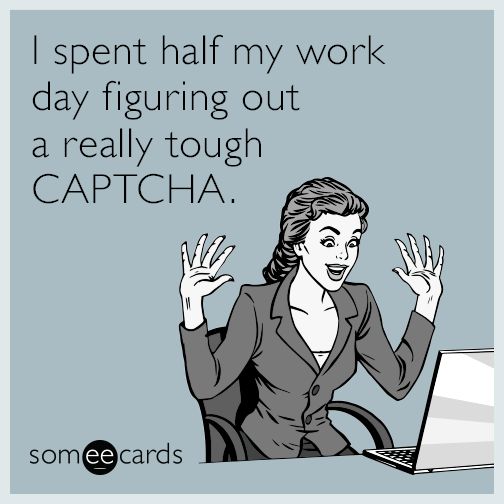 I spent half my work
day figuring out
a really tough
CAPTCHA.
someecards